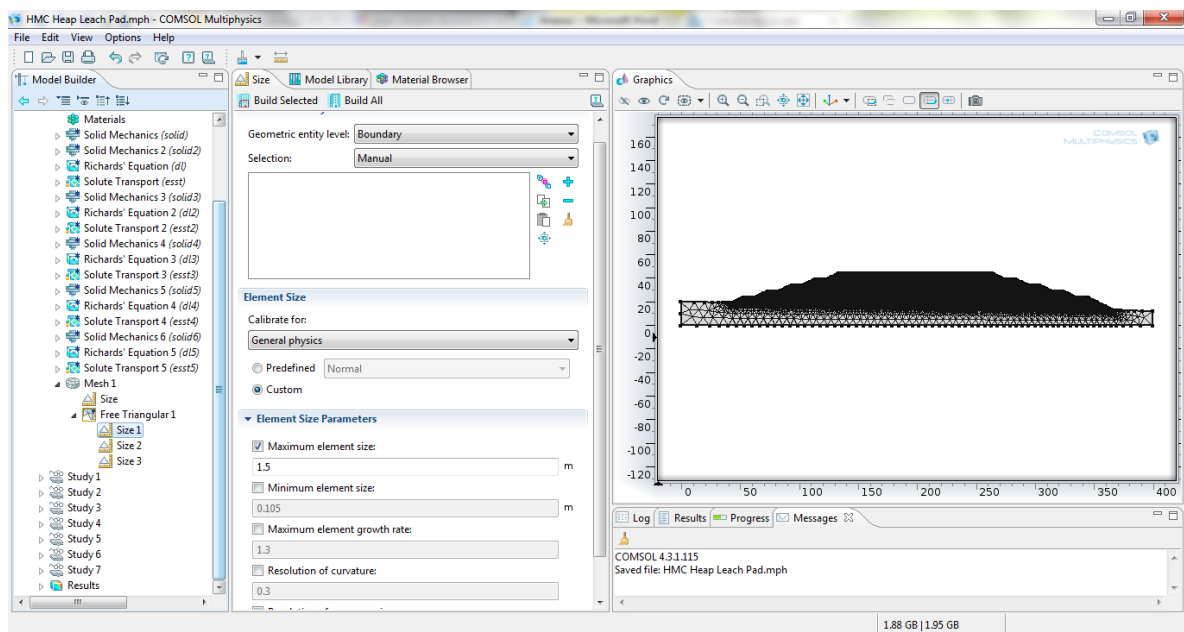 HMC Heap Leach Pad.mph - COMSOL Multiphysics
File Edit View Options Help
Model Builder
Materials
Solid Mechanics (solid)
Solid Mechanics 2 (solid2)
Richards' Equation (dl)
Solute Transport (esst)
Solid Mechanics 3 (solid3)
Richards' Equation 2 (dl2)
Solute Transport 2 (esst2)
Solid Mechanics 4 (solid4)
Richards' Equation 3 (dl3)
Solute Transport 3 (esst3)
Solid Mechanics 5 (solid5)
Richards' Equation 4 (dl4)
Solute Transport 4 (esst4)
Solid Mechanics 6 (solid6)
Richards' Equation 5 (dl5)
Solute Transport 5 (esst5)
Mesh 1
Size
Free Triangular 1
Size 1
Size 2
Size 3
Study 1
Study 2
Study 3
Study 4
Study 5
Study 6
Study 7
Results
Size Model Library Material Browser
Build Selected Build All
Geometric entity level: Boundary
Selection: Manual
Element Size
Calibrate for:
General physics
Predefined Normal
Custom
Element Size Parameters
Maximum element size:
1.5 m
Minimum element size:
0.105 m
Maximum element growth rate:
1.3
Resolution of curvature:
0.3
Graphics
COMSOL
MULTIPHYSICS
160
140
120
100
80
60
40
20
0
-20
-40
-60
-80
-100
-120
0 50 100 150 200 250 300 350 400
Log Results Progress Messages
COMSOL 4.3.1.115
Saved file: HMC Heap Leach Pad.mph
1.88 GB | 1.95 GB